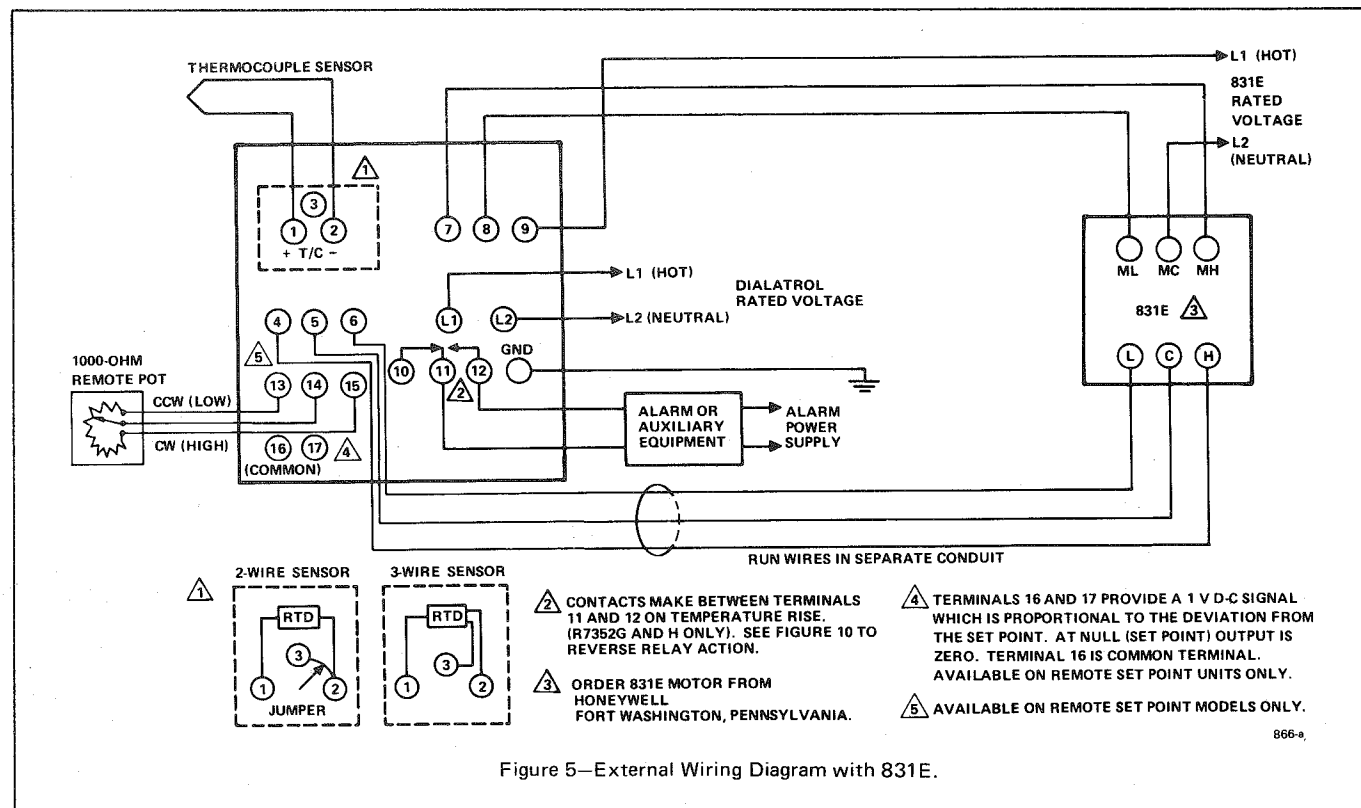 THERMOCOUPLE SENSOR
L1 (HOT)
831E
RATED
VOLTAGE
L2
(NEUTRAL)
1
3
1
2
+ T/C -
7
8
9
L1 (HOT)
DIALATROL
RATED VOLTAGE
L2 (NEUTRAL)
ML
MC
MH
831E
3
L
C
H
4
5
6
L1
L2
GND
5
10
11
12
2
1000-OHM
REMOTE POT
CCW (LOW)
CW (HIGH)
13
14
15
16
17
4
(COMMON)
ALARM OR
AUXILIARY
EQUIPMENT
ALARM
POWER
SUPPLY
RUN WIRES IN SEPARATE CONDUIT
1
2-WIRE SENSOR
RTD
3
1
2
JUMPER
3-WIRE SENSOR
RTD
3
1
2
2 CONTACTS MAKE BETWEEN TERMINALS
11 AND 12 ON TEMPERATURE RISE.
(R7352G AND H ONLY). SEE FIGURE 10 TO
REVERSE RELAY ACTION.
3 ORDER 831E MOTOR FROM
HONEYWELL
FORT WASHINGTON, PENNSYLVANIA.
4 TERMINALS 16 AND 17 PROVIDE A 1 V D-C SIGNAL
WHICH IS PROPORTIONAL TO THE DEVIATION FROM
THE SET POINT. AT NULL (SET POINT) OUTPUT IS
ZERO. TERMINAL 16 IS COMMON TERMINAL.
AVAILABLE ON REMOTE SET POINT UNITS ONLY.
5 AVAILABLE ON REMOTE SET POINT MODELS ONLY.
866-a
Figure 5—External Wiring Diagram with 831E.